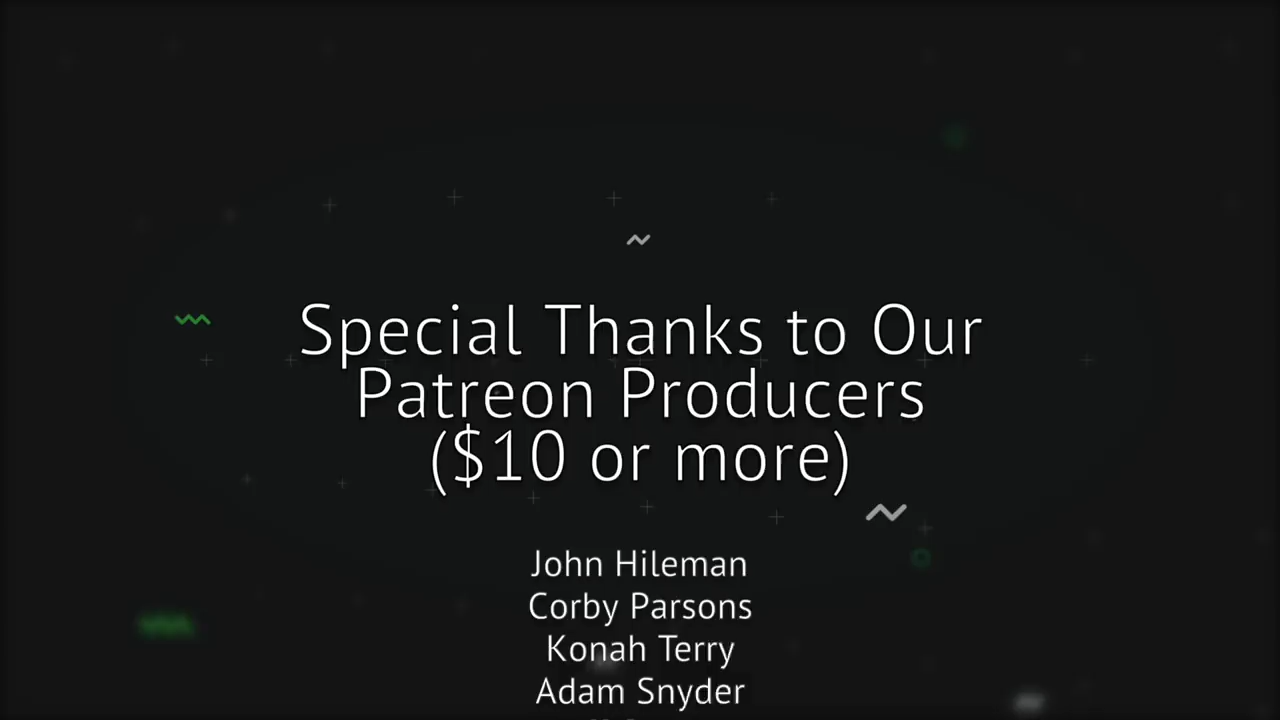 Special Thanks to Our
Patreon Producers
($10 or more)
John Hileman
Corby Parsons
Konah Terry
Adam Snyder